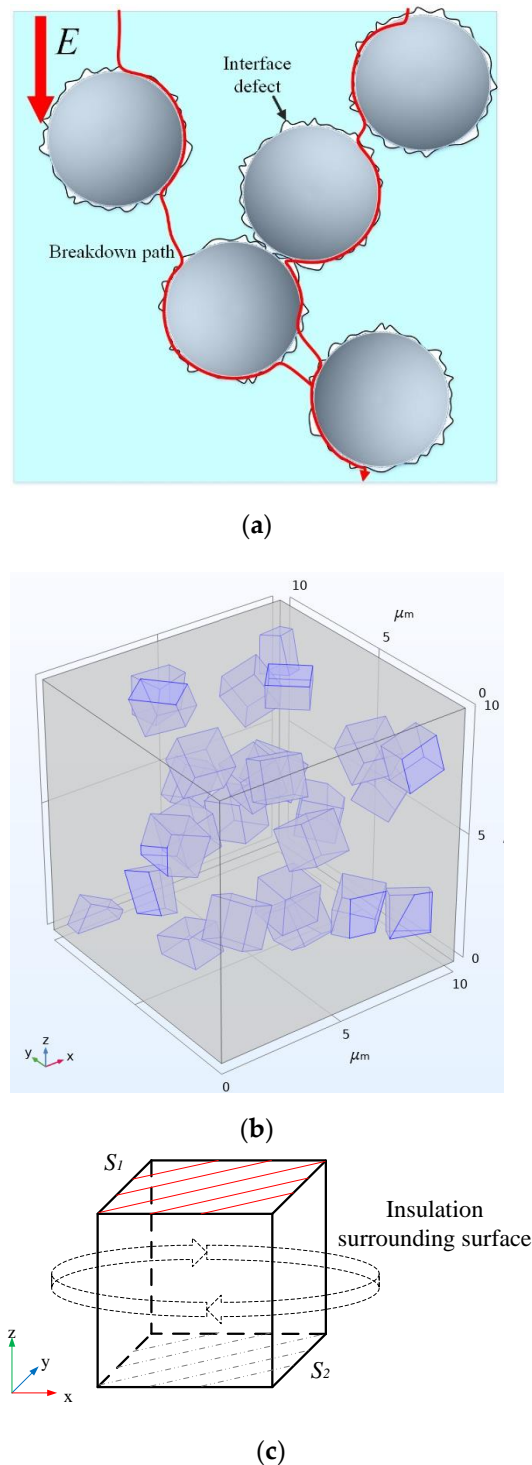 E
Interface
defect
Breakdown path
(a)
10
μm
5
0
10
5
0
10
5
μm
0
z
y
x
(b)
S1
Insulation
surrounding surface
z
y
x
S2
(c)